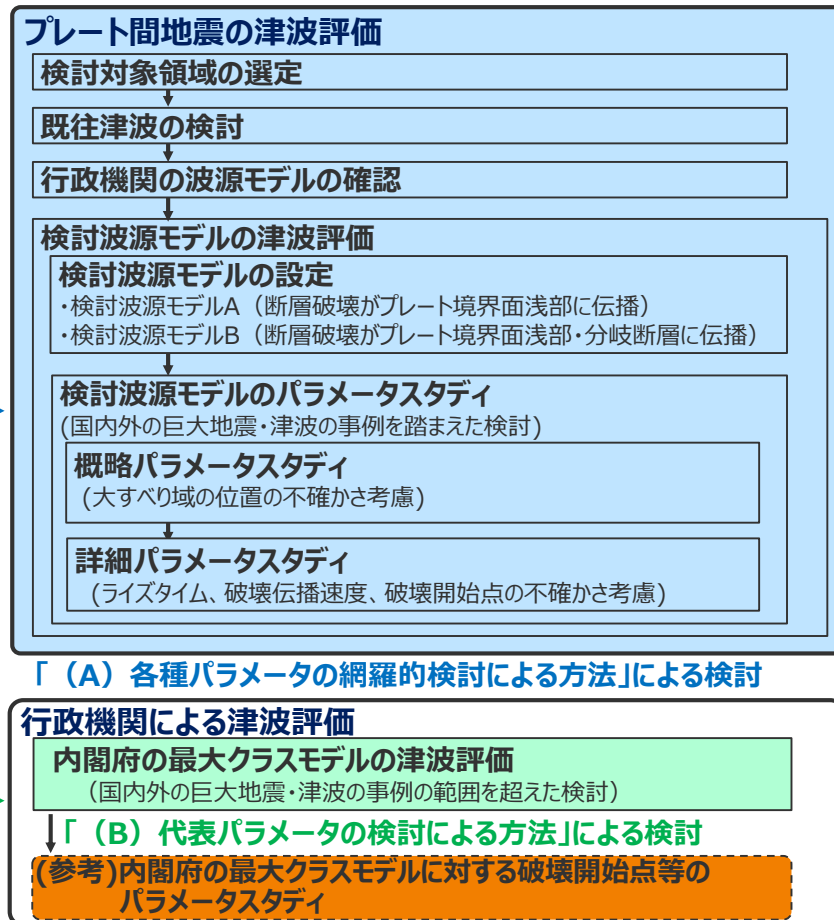 プレート間地震の津波評価
検討対象領域の選定
既往津波の検討
行政機関の波源モデルの確認
検討波源モデルの津波評価
検討波源モデルの設定
・検討波源モデルA（断層破壊がプレート境界面浅部に伝播）
・検討波源モデルB（断層破壊がプレート境界面浅部・分岐断層に伝播）
検討波源モデルのパラメータスタディ
(国内外の巨大地震・津波の事例を踏まえた検討)
概略パラメータスタディ
(大すべり域の位置の不確かさ考慮)
詳細パラメータスタディ
(ライズタイム、破壊伝播速度、破壊開始点の不確かさ考慮)
「（A）各種パラメータの網羅的検討による方法」による検討
行政機関による津波評価
内閣府の最大クラスモデルの津波評価
（国内外の巨大地震・津波の事例の範囲を超えた検討）
「（B）代表パラメータの検討による方法」による検討
(参考)内閣府の最大クラスモデルに対する破壊開始点等の
パラメータスタディ